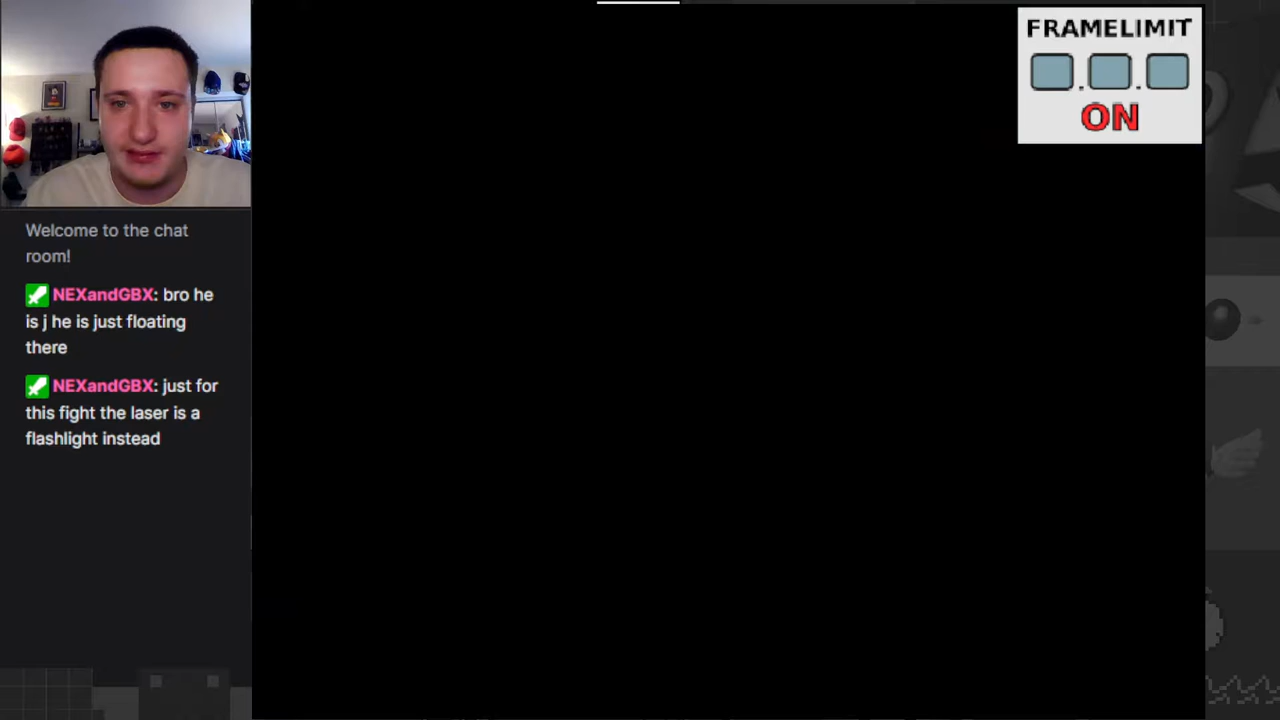 FRAMELIMIT
ON
Welcome to the chat
room!
NEXandGBX: bro he
is j he is just floating
there
NEXandGBX: just for
this fight the laser is a
flashlight instead